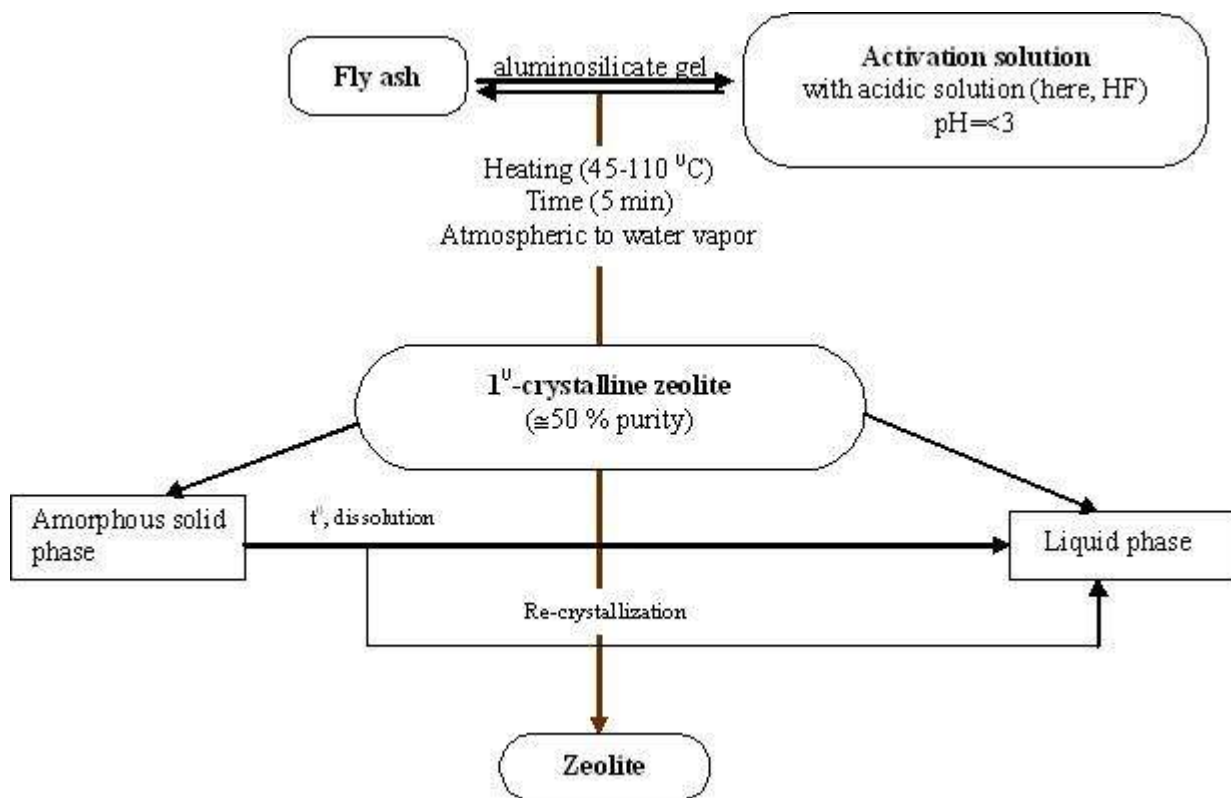 Fly ash
aluminosilicate gel
Activation solution
with acidic solution (here, HF)
pH=<3
Heating (45-110 ⁰C)
Time (5 min)
Atmospheric to water vapor
1⁰-crystalline zeolite
(≅50 % purity)
Amorphous solid
phase
t⁰, dissolution
Liquid phase
Re-crystallization
Zeolite